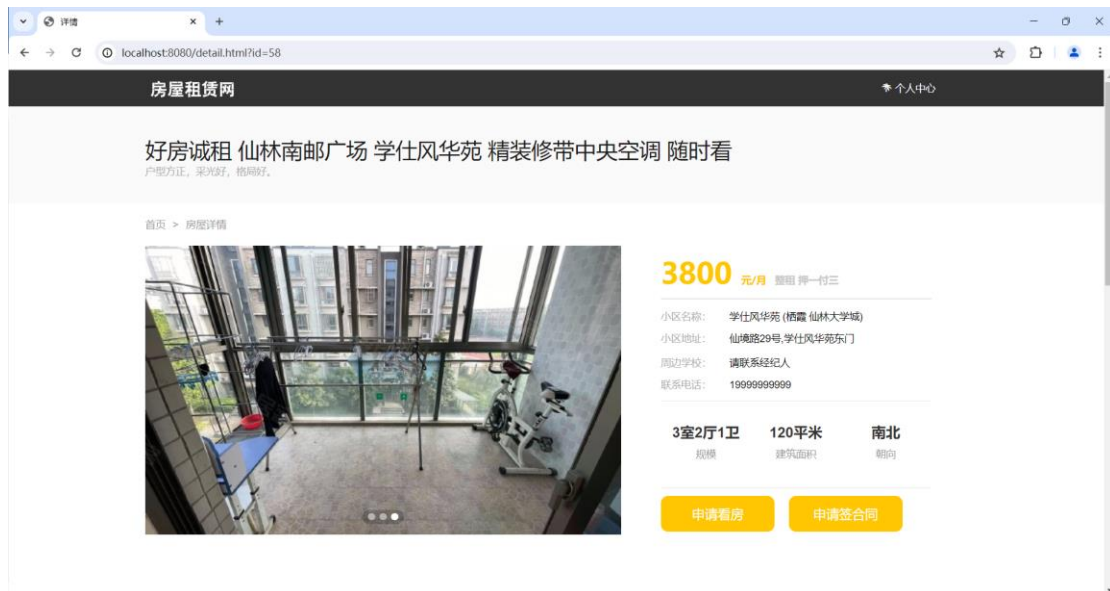 详情
localhost:8080/detail.html?id=58
房屋租赁网
个人中心
好房诚租 仙林南邮广场 学仕风华苑 精装修带中央空调 随时看
户型方正，采光好，格局好。
首页 > 房屋详情
3800 元/月 整租 押一付三
小区名称： 学仕风华苑 (栖霞 仙林大学城)
小区地址： 仙境路29号,学仕风华苑东门
周边学校： 请联系经纪人
联系电话： 19999999999
3室2厅1卫 120平米 南北
规模 建筑面积 朝向
申请看房 申请签合同